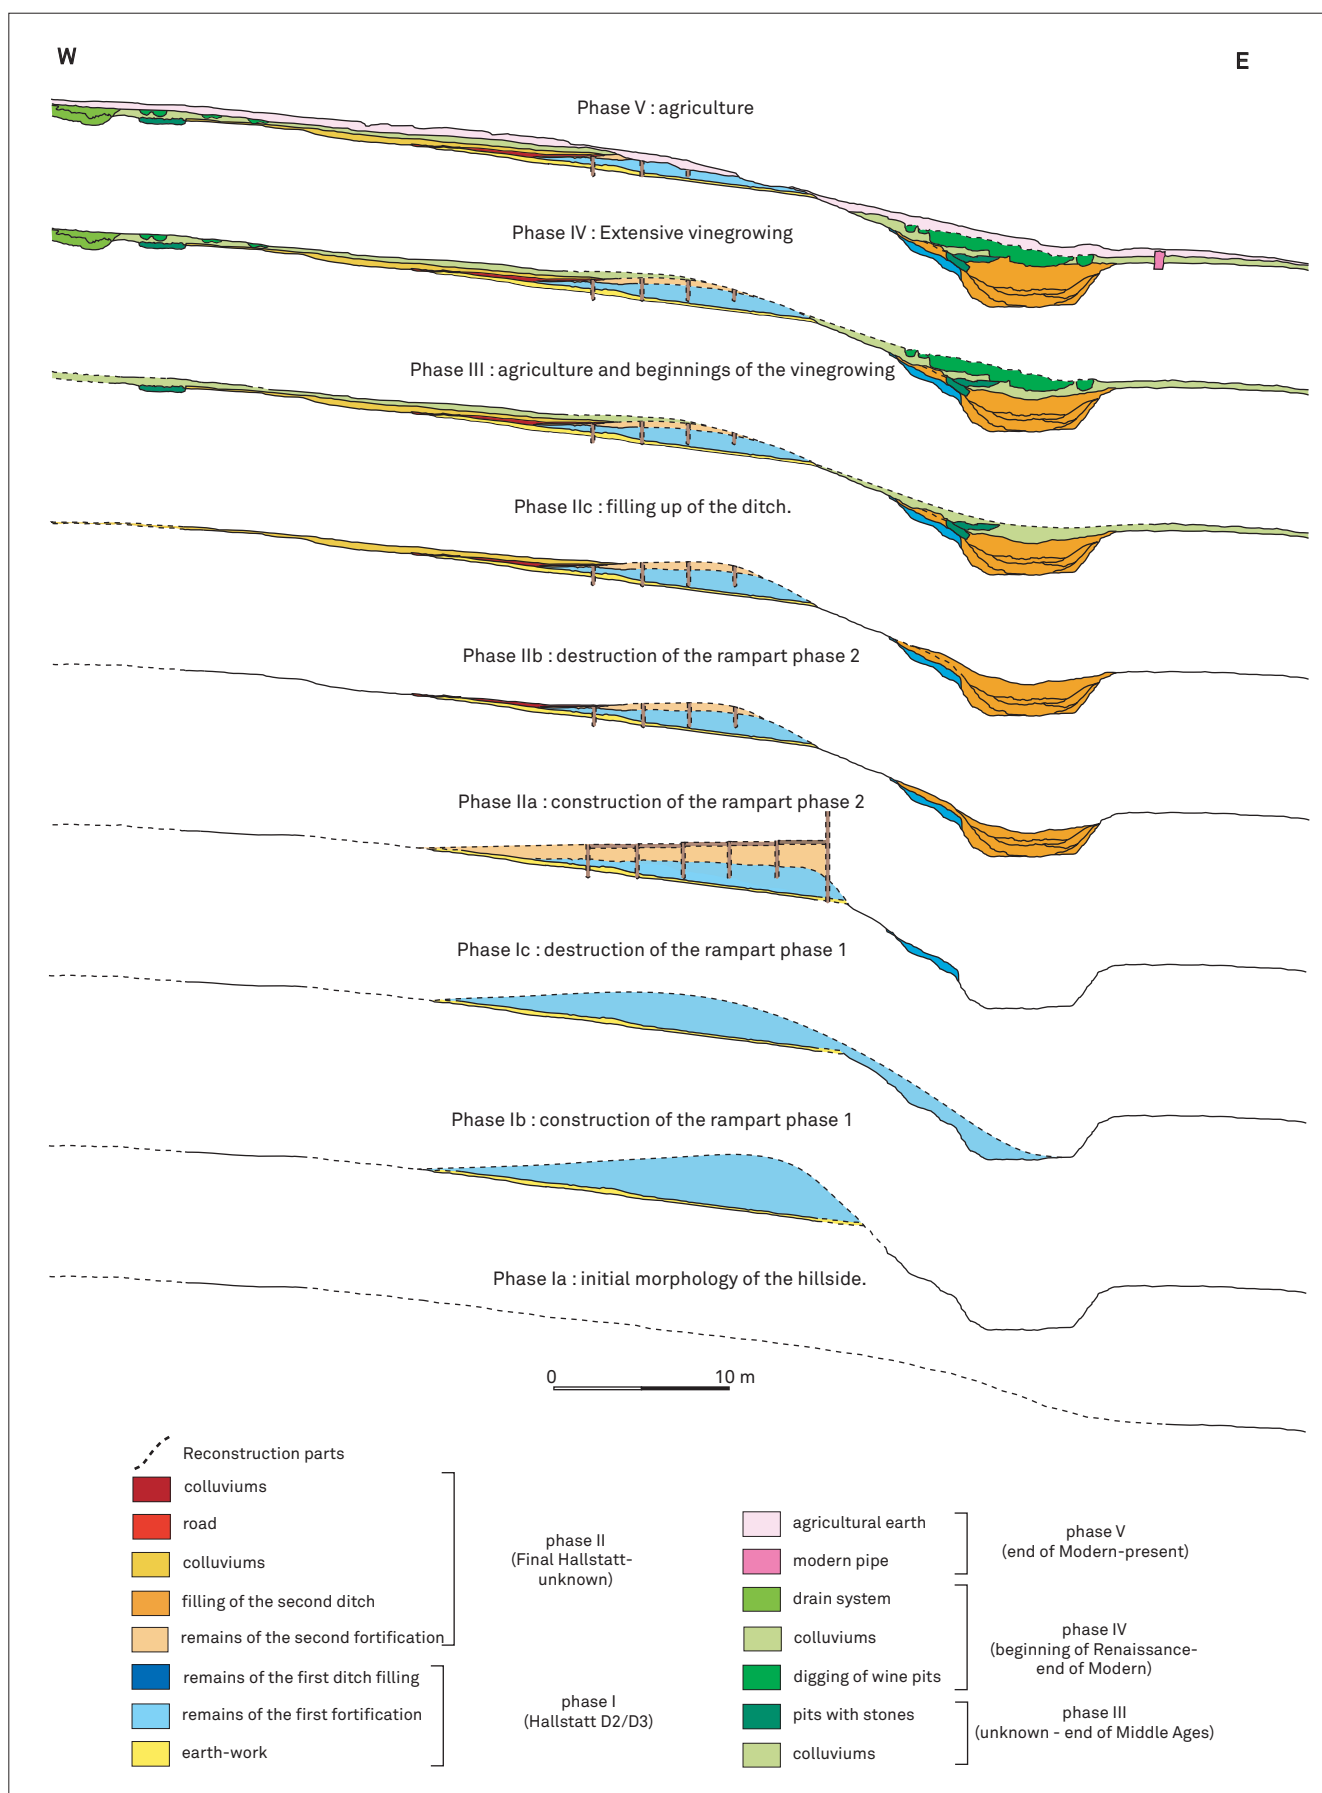 W
E
Phase V : agriculture
Phase IV : Extensive vinegrowing
Phase III : agriculture and beginnings of the vinegrowing
Phase IIc : filling up of the ditch.
Phase IIb : destruction of the rampart phase 2
Phase IIa : construction of the rampart phase 2
Phase Ic : destruction of the rampart phase 1
Phase Ib : construction of the rampart phase 1
Phase Ia : initial morphology of the hillside.
0 10 m
Reconstruction parts
colluviums
road
colluviums
filling of the second ditch
remains of the second fortification
phase II
(Final Hallstatt-
unknown)
remains of the first ditch filling
remains of the first fortification
earth-work
phase I
(Hallstatt D2/D3)
agricultural earth
modern pipe
phase V
(end of Modern-present)
drain system
colluviums
digging of wine pits
phase IV
(beginning of Renaissance-
end of Modern)
pits with stones
colluviums
phase III
(unknown - end of Middle Ages)